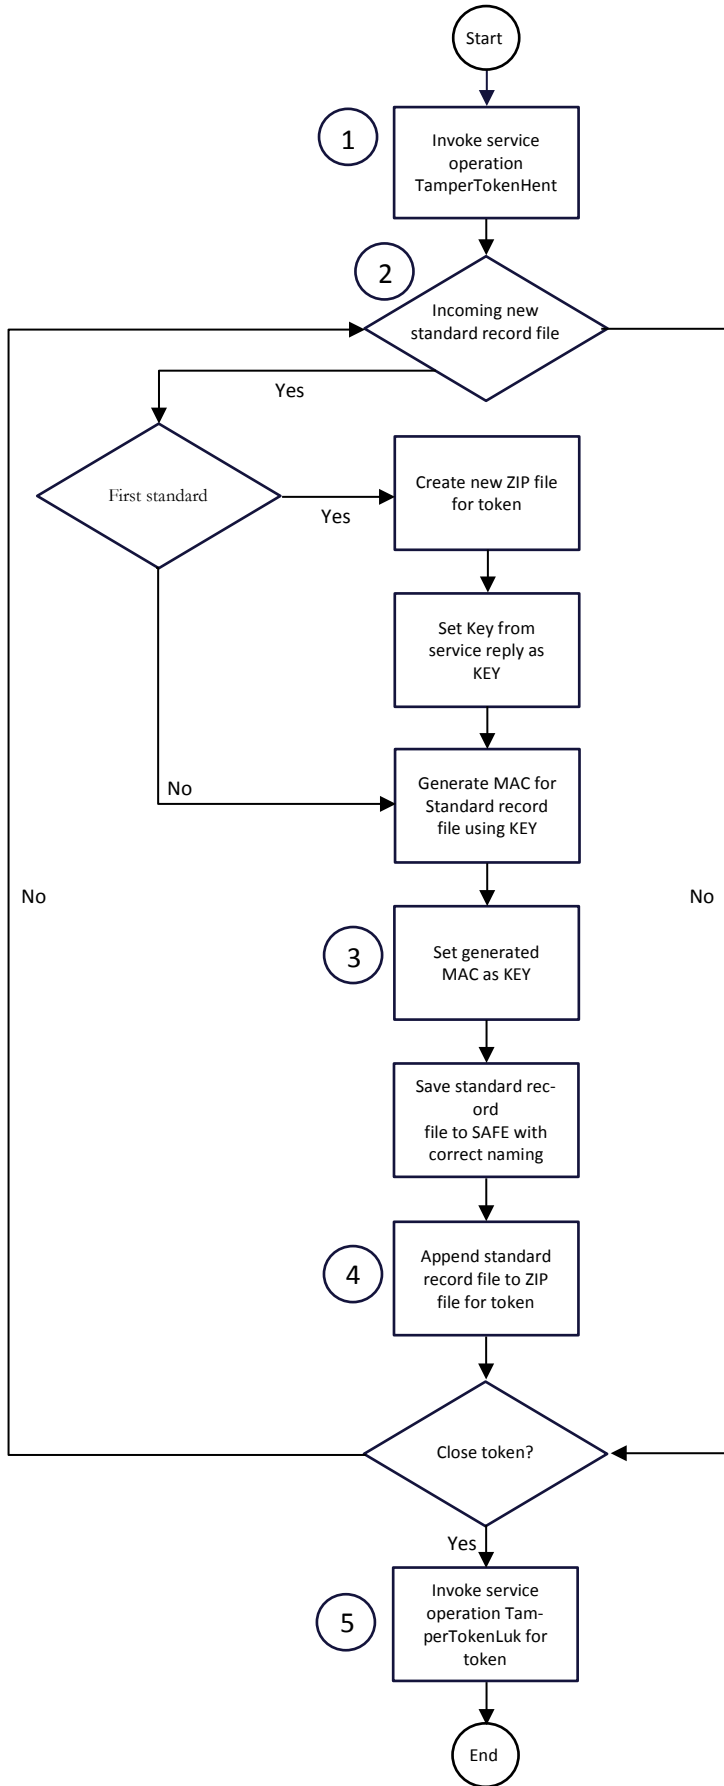 Start
1
Invoke service
operation
TamperTokenHent
2
Incoming new
standard record file
Yes
First standard
Yes
Create new ZIP file
for token
Set Key from
service reply as
KEY
No
Generate MAC for
Standard record
file using KEY
No
No
3
Set generated
MAC as KEY
Save standard rec-
ord
file to SAFE with
correct naming
4
Append standard
record file to ZIP
file for token
Close token?
Yes
5
Invoke service
operation Tam-
perTokenLuk for
token
End